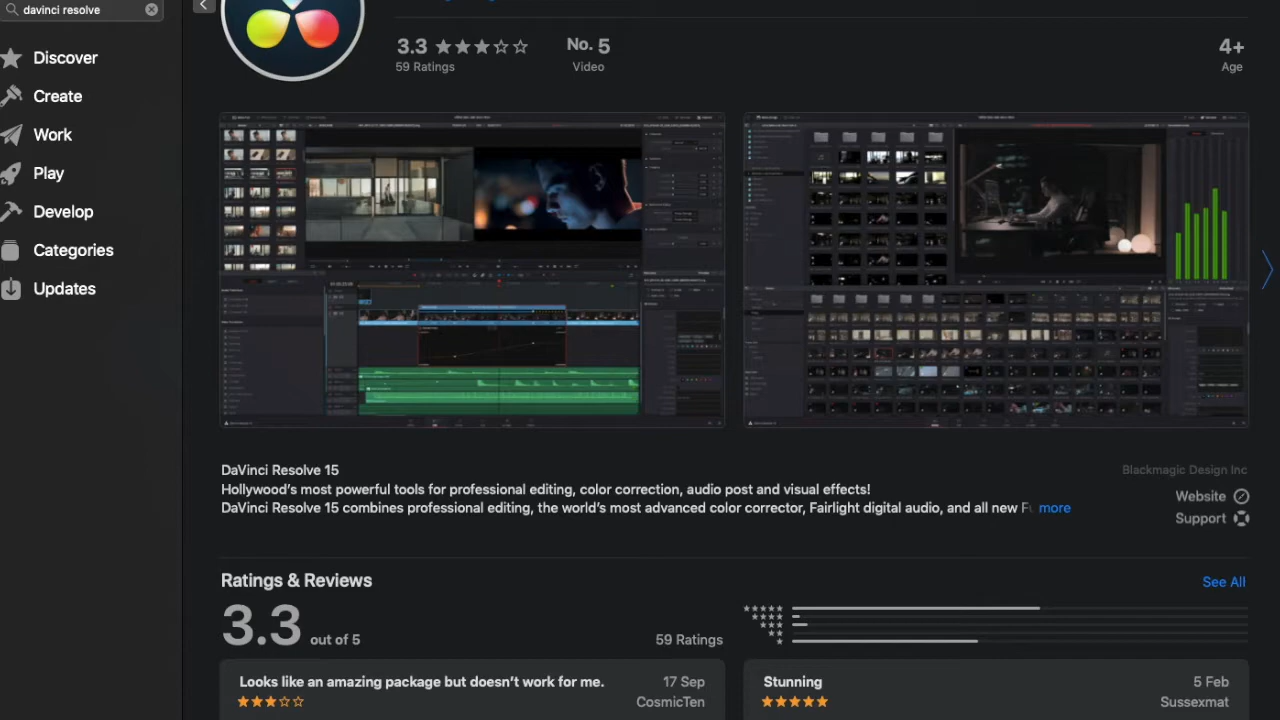 davinci resolve
Discover
Create
Work
Play
Develop
Categories
Updates
3.3
59 Ratings
No. 5
Video
4+
Age
DaVinci Resolve 15
Hollywood's most powerful tools for professional editing, color correction, audio post and visual effects!
DaVinci Resolve 15 combines professional editing, the world's most advanced color corrector, Fairlight digital audio, and all new
more
Blackmagic Design Inc
Website
Support
Ratings & Reviews
See All
3.3 out of 5
59 Ratings
Looks like an amazing package but doesn't work for me.
17 Sep
CosmicTen
Stunning
5 Feb
Sussexmat